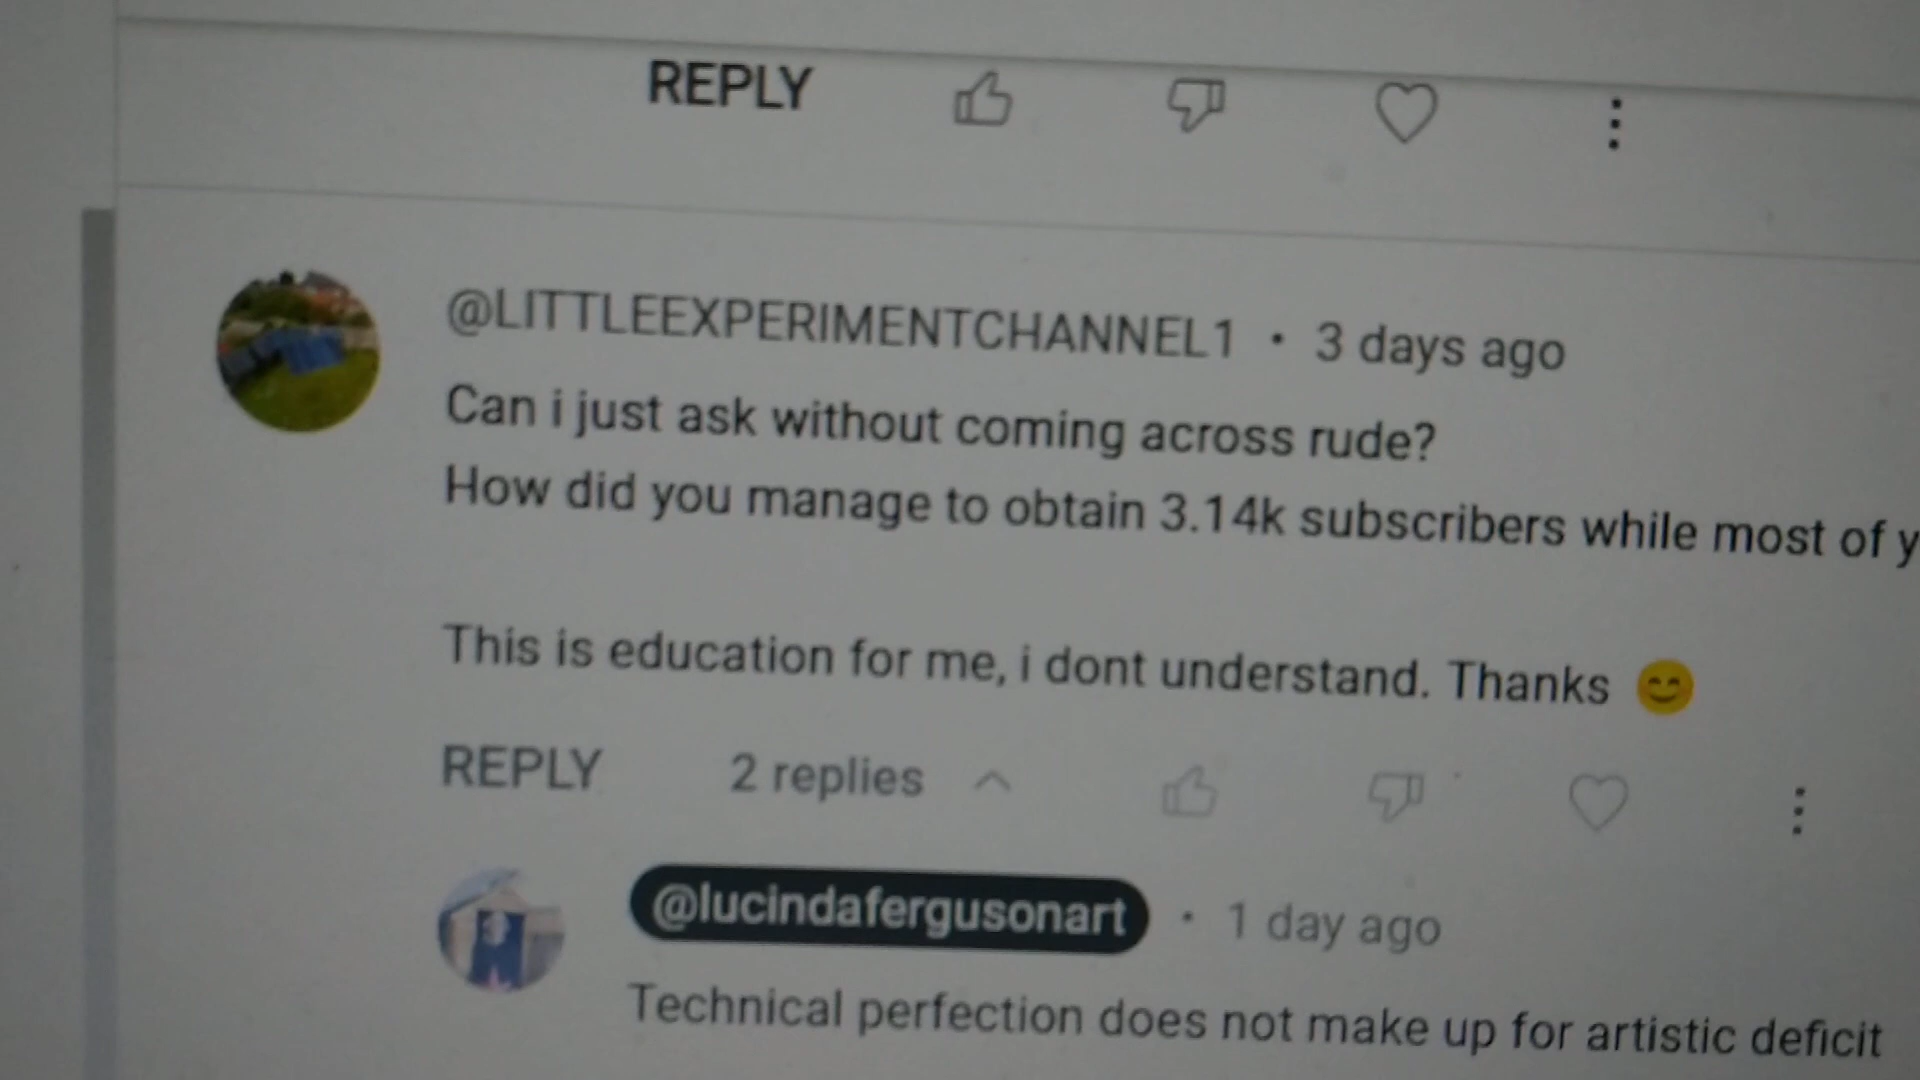 REPLY
@LITTLEEXPERIMENTCHANNEL1 · 3 days ago
Can i just ask without coming across rude?
How did you manage to obtain 3.14k subscribers while most of y
This is education for me, i dont understand. Thanks 😊
REPLY 2 replies
@lucindafergusonart · 1 day ago
Technical perfection does not make up for artistic deficit